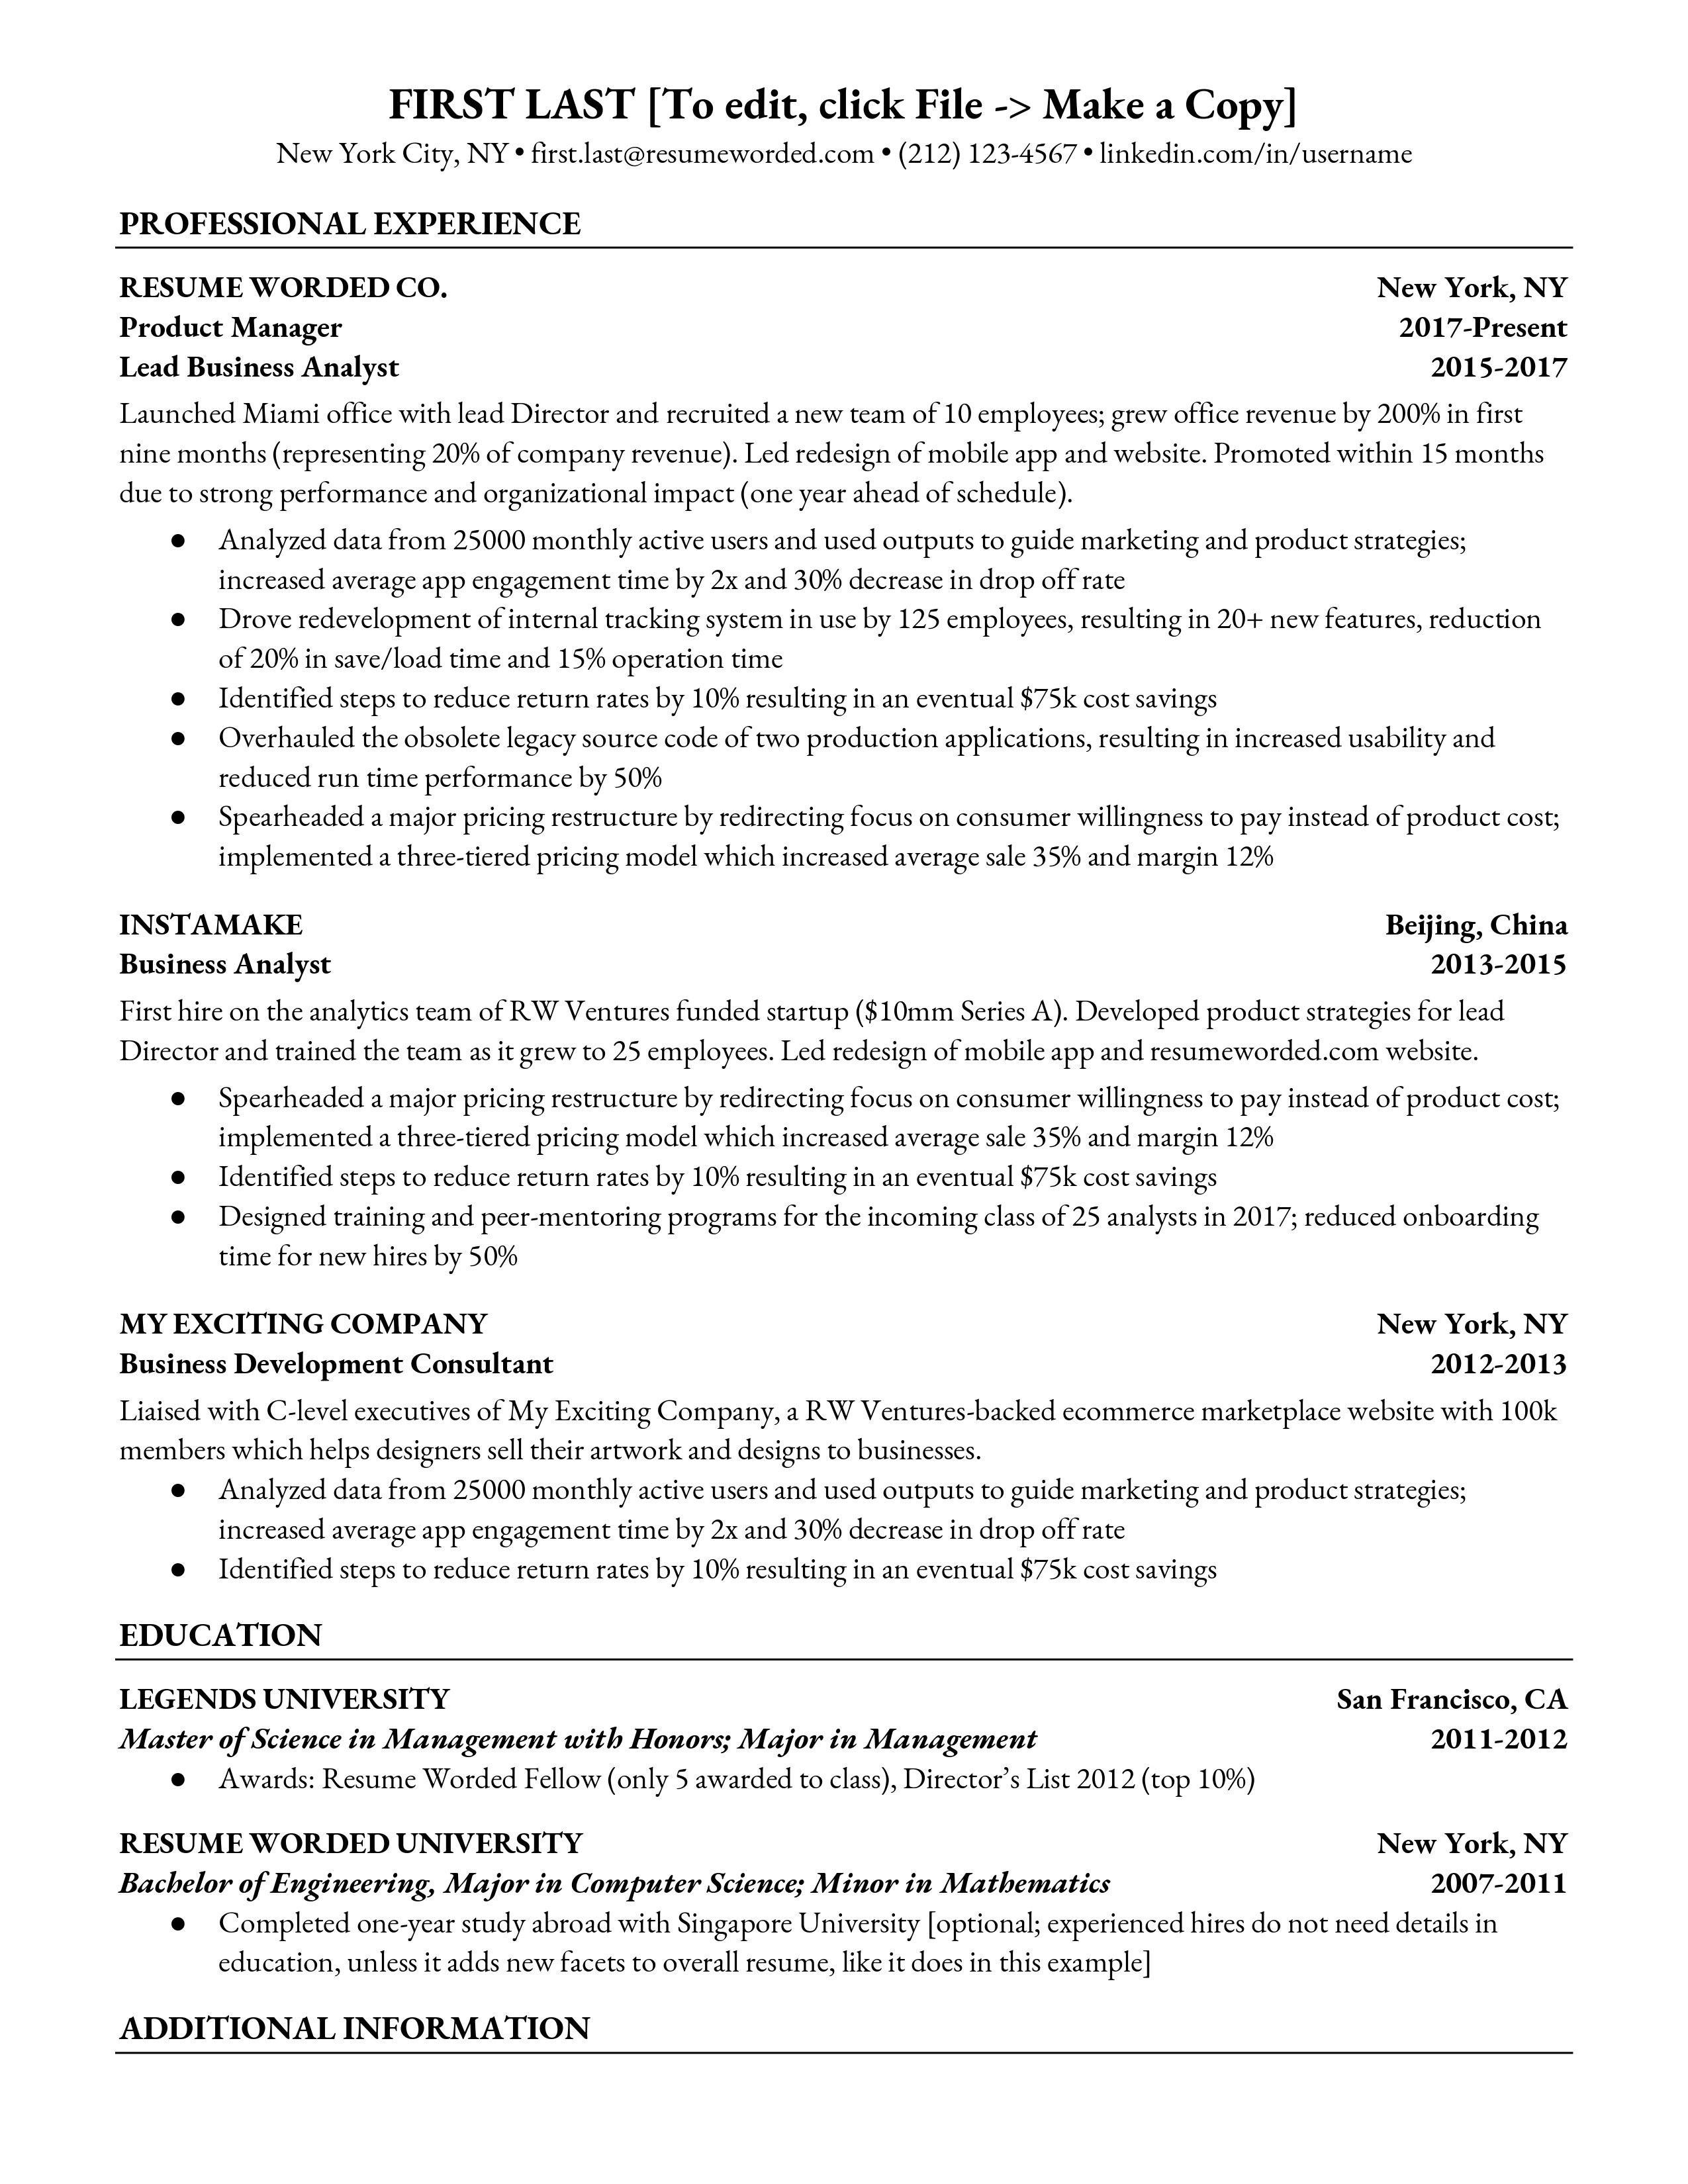 FIRST LAST [To edit, click File -> Make a Copy]
New York City, NY • first.last@resumeworded.com • (212) 123-4567 • linkedin.com/in/username
PROFESSIONAL EXPERIENCE
RESUME WORDED CO. New York, NY
Product Manager 2017-Present
Lead Business Analyst 2015-2017
Launched Miami office with lead Director and recruited a new team of 10 employees; grew office revenue by 200% in first
nine months (representing 20% of company revenue). Led redesign of mobile app and website. Promoted within 15 months
due to strong performance and organizational impact (one year ahead of schedule).
● Analyzed data from 25000 monthly active users and used outputs to guide marketing and product strategies;
increased average app engagement time by 2x and 30% decrease in drop off rate
● Drove redevelopment of internal tracking system in use by 125 employees, resulting in 20+ new features, reduction
of 20% in save/load time and 15% operation time
● Identified steps to reduce return rates by 10% resulting in an eventual $75k cost savings
● Overhauled the obsolete legacy source code of two production applications, resulting in increased usability and
reduced run time performance by 50%
● Spearheaded a major pricing restructure by redirecting focus on consumer willingness to pay instead of product cost;
implemented a three-tiered pricing model which increased average sale 35% and margin 12%
INSTAMAKE Beijing, China
Business Analyst 2013-2015
First hire on the analytics team of RW Ventures funded startup ($10mm Series A). Developed product strategies for lead
Director and trained the team as it grew to 25 employees. Led redesign of mobile app and resumeworded.com website.
● Spearheaded a major pricing restructure by redirecting focus on consumer willingness to pay instead of product cost;
implemented a three-tiered pricing model which increased average sale 35% and margin 12%
● Identified steps to reduce return rates by 10% resulting in an eventual $75k cost savings
● Designed training and peer-mentoring programs for the incoming class of 25 analysts in 2017; reduced onboarding
time for new hires by 50%
MY EXCITING COMPANY New York, NY
Business Development Consultant 2012-2013
Liaised with C-level executives of My Exciting Company, a RW Ventures-backed ecommerce marketplace website with 100k
members which helps designers sell their artwork and designs to businesses.
● Analyzed data from 25000 monthly active users and used outputs to guide marketing and product strategies;
increased average app engagement time by 2x and 30% decrease in drop off rate
● Identified steps to reduce return rates by 10% resulting in an eventual $75k cost savings
EDUCATION
LEGENDS UNIVERSITY San Francisco, CA
Master of Science in Management with Honors; Major in Management 2011-2012
● Awards: Resume Worded Fellow (only 5 awarded to class), Director’s List 2012 (top 10%)
RESUME WORDED UNIVERSITY New York, NY
Bachelor of Engineering, Major in Computer Science; Minor in Mathematics 2007-2011
● Completed one-year study abroad with Singapore University [optional; experienced hires do not need details in
education, unless it adds new facets to overall resume, like it does in this example]
ADDITIONAL INFORMATION